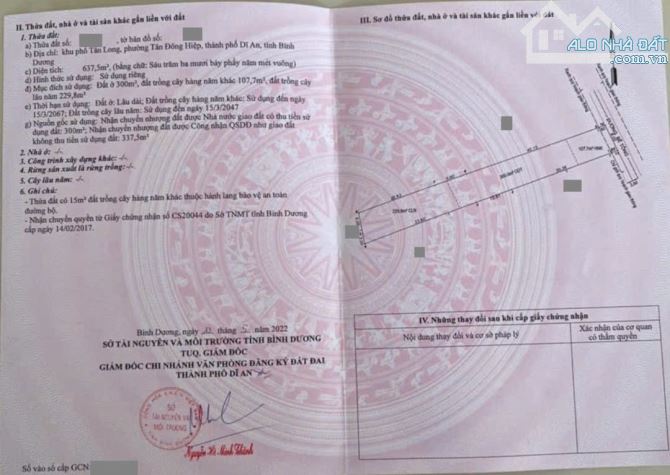 II. Thửa đất, nhà ở và tài sản khác gắn liền với đất
1. Thửa đất:
a) Thửa đất số: , tờ bản đồ số:
b) Địa chỉ: khu phố Tân Long, phường Tân Đông Hiệp, thành phố Dĩ An, tỉnh Bình
Dương
c) Diện tích: 637,5m², (bằng chữ: Sáu trăm ba mươi bảy phẩy năm mét vuông)
d) Hình thức sử dụng: Sử dụng riêng
đ) Mục đích sử dụng: Đất ở 300m², đất trồng cây hàng năm khác 107,7m², đất trồng cây
lâu năm 229,8m²
e) Thời hạn sử dụng: Đất ở: Lâu dài; Đất trồng cây hàng năm khác: Sử dụng đến ngày
15/3/2067; Đất trồng cây lâu năm: Sử dụng đến ngày 15/3/2047
g) Nguồn gốc sử dụng: Nhận chuyển nhượng đất được Nhà nước giao đất có thu tiền sử
dụng đất: 300m²; Nhận chuyển nhượng đất được Công nhận QSDĐ như giao đất
không thu tiền sử dụng đất: 337,5m²
2. Nhà ở: -/-
3. Công trình xây dựng khác: -/-
4. Rừng sản xuất là rừng trồng: -/-
5. Cây lâu năm: -/-
6. Ghi chú:
- Thửa đất có 15m² đất trồng cây hàng năm khác thuộc hành lang bảo vệ an toàn
đường bộ.
- Nhận chuyển quyền từ Giấy chứng nhận số CS20044 do Sở TNMT tỉnh Bình Dương
cấp ngày 14/02/2017.
Bình Dương, ngày tháng năm 2022
SỞ TÀI NGUYÊN VÀ MÔI TRƯỜNG TỈNH BÌNH DƯƠNG
TUQ. GIÁM ĐỐC
GIÁM ĐỐC CHI NHÁNH VĂN PHÒNG ĐĂNG KÝ ĐẤT ĐAI
THÀNH PHỐ DĨ AN
SỞ
TÀI NGUYÊN VÀ
MÔI TRƯỜNG
Nguyễn Minh Khánh
Số vào sổ cấp GCN:
III. Sơ đồ thửa đất, nhà ở và tài sản khác gắn liền với đất
ALO NHÀ ĐẤT
IV. Những thay đổi sau khi cấp giấy chứng nhận
Nội dung thay đổi và cơ sở pháp lý
Xác nhận của cơ quan
có thẩm quyền